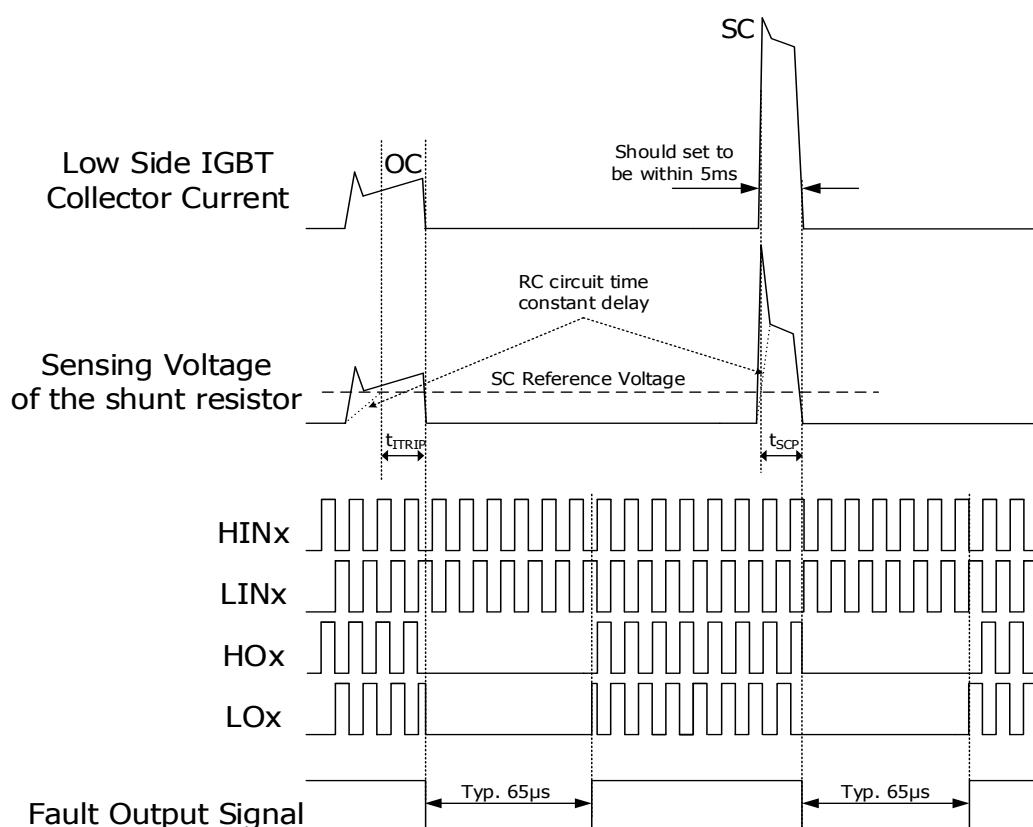 SC
Low Side IGBT
Collector Current
OC
Should set to
be within 5ms
RC circuit time
constant delay
Sensing Voltage
of the shunt resistor
SC Reference Voltage
tITRIP
tSCP
HINx
LINx
HOx
LOx
Fault Output Signal
Typ. 65µs
Typ. 65µs